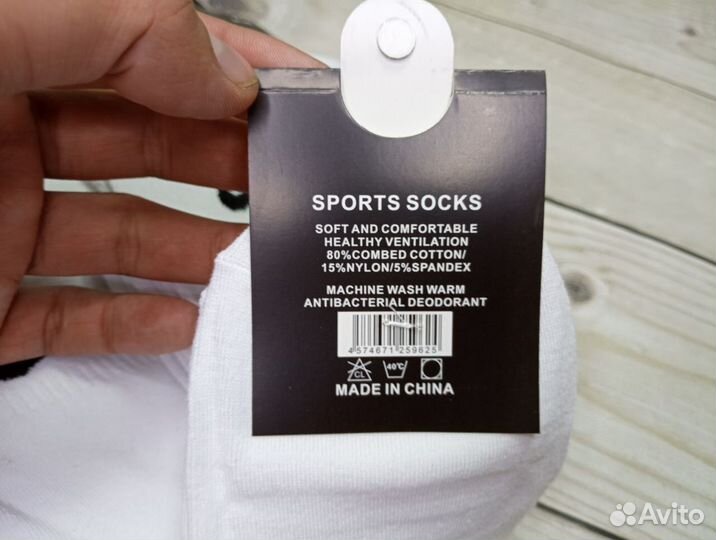 SPORTS SOCKS
SOFT AND COMFORTABLE
HEALTHY VENTILATION
80%COMBED COTTON/
15%NYLON/5%SPANDEX
MACHINE WASH WARM
ANTIBACTERIAL DEODORANT
4574671259625
CL 40℃
MADE IN CHINA
Avito